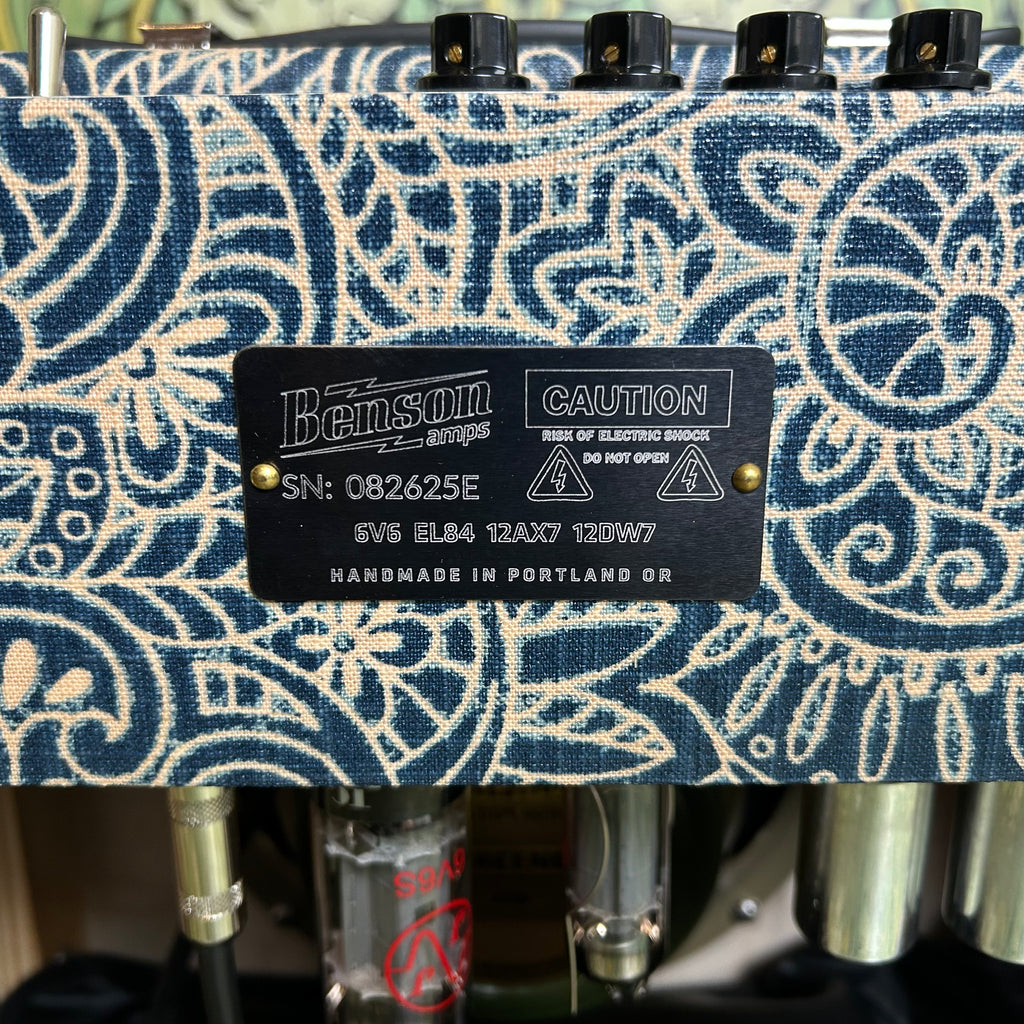 Benson
amps
CAUTION
RISK OF ELECTRIC SHOCK
DO NOT OPEN
SN: 082625E
6V6 EL84 12AX7 12DW7
HANDMADE IN PORTLAND OR
6V6S